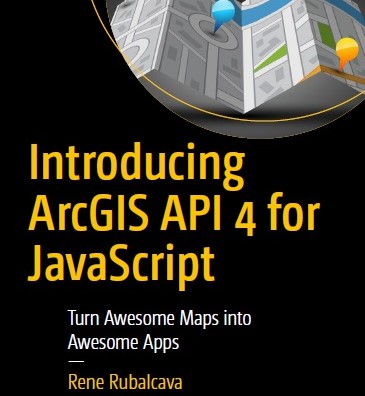 Introducing
ArcGIS API 4 for
JavaScript
Turn Awesome Maps into
Awesome Apps
—
Rene Rubalcava